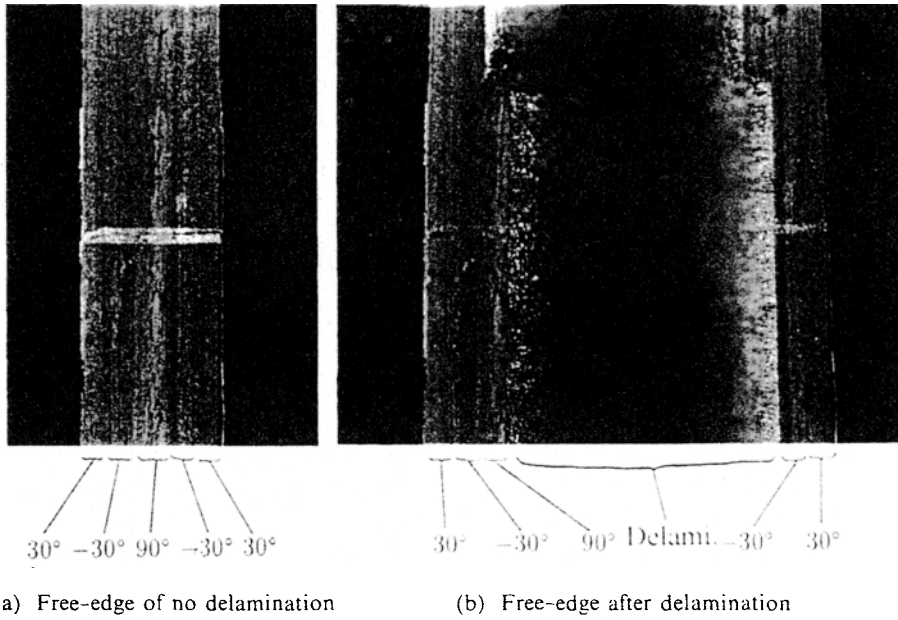 30° −30° 90° −30° 30°
30° −30° 90° Delami. −30° 30°
a) Free-edge of no delamination
(b) Free-edge after delamination